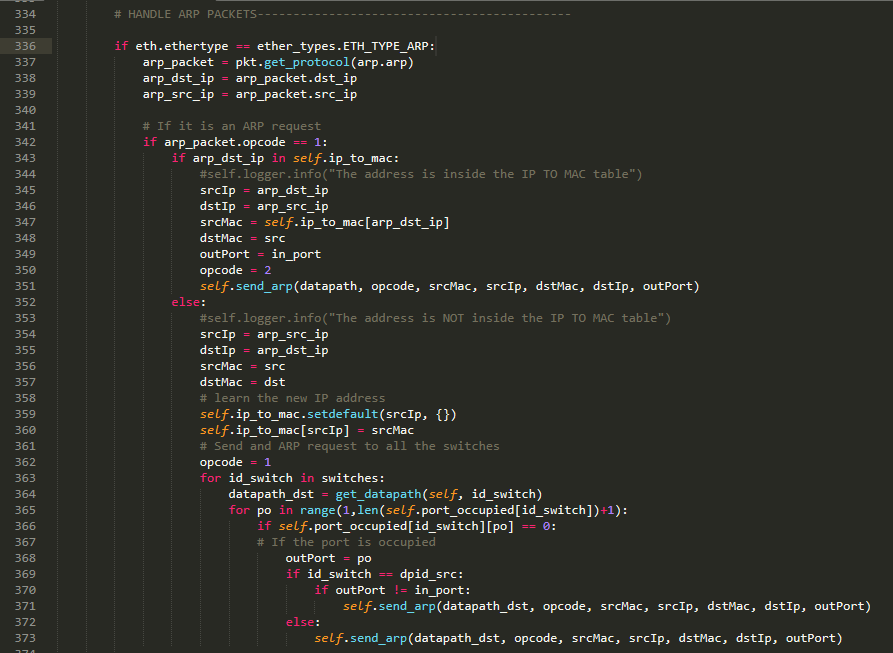 334 # HANDLE ARP PACKETS--------------------------------------------
335
336 if eth.ethertype == ether_types.ETH_TYPE_ARP:
337 arp_packet = pkt.get_protocol(arp.arp)
338 arp_dst_ip = arp_packet.dst_ip
339 arp_src_ip = arp_packet.src_ip
340
341 # If it is an ARP request
342 if arp_packet.opcode == 1:
343 if arp_dst_ip in self.ip_to_mac:
344 #self.logger.info("The address is inside the IP TO MAC table")
345 srcIp = arp_dst_ip
346 dstIp = arp_src_ip
347 srcMac = self.ip_to_mac[arp_dst_ip]
348 dstMac = src
349 outPort = in_port
350 opcode = 2
351 self.send_arp(datapath, opcode, srcMac, srcIp, dstMac, dstIp, outPort)
352 else:
353 #self.logger.info("The address is NOT inside the IP TO MAC table")
354 srcIp = arp_src_ip
355 dstIp = arp_dst_ip
356 srcMac = src
357 dstMac = dst
358 # learn the new IP address
359 self.ip_to_mac.setdefault(srcIp, {})
360 self.ip_to_mac[srcIp] = srcMac
361 # Send and ARP request to all the switches
362 opcode = 1
363 for id_switch in switches:
364 datapath_dst = get_datapath(self, id_switch)
365 for po in range(1,len(self.port_occupied[id_switch])+1):
366 if self.port_occupied[id_switch][po] == 0:
367 # If the port is occupied
368 outPort = po
369 if id_switch == dpid_src:
370 if outPort != in_port:
371 self.send_arp(datapath_dst, opcode, srcMac, srcIp, dstMac, dstIp, outPort)
372 else:
373 self.send_arp(datapath_dst, opcode, srcMac, srcIp, dstMac, dstIp, outPort)